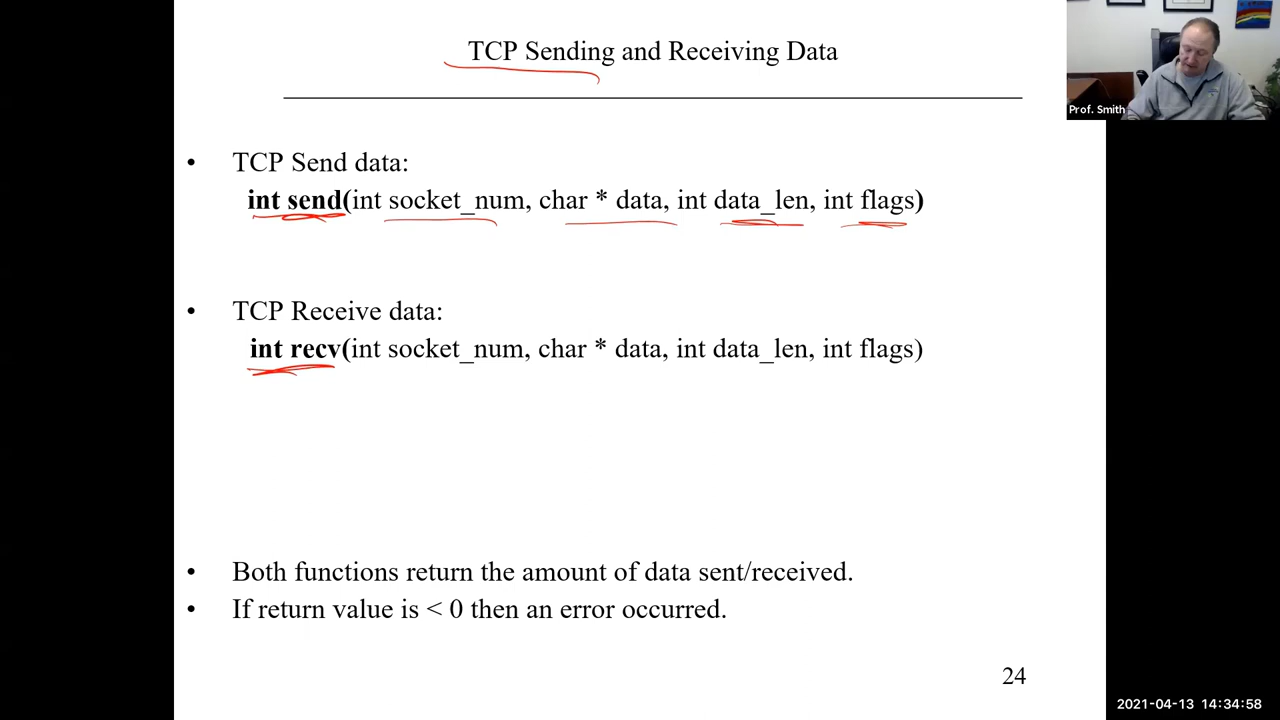 TCP Sending and Receiving Data
Prof. Smith
• TCP Send data:
int send(int socket_num, char * data, int data_len, int flags)
• TCP Receive data:
int recv(int socket_num, char * data, int data_len, int flags)
• Both functions return the amount of data sent/received.
• If return value is < 0 then an error occurred.
24
2021-04-13 14:34:58